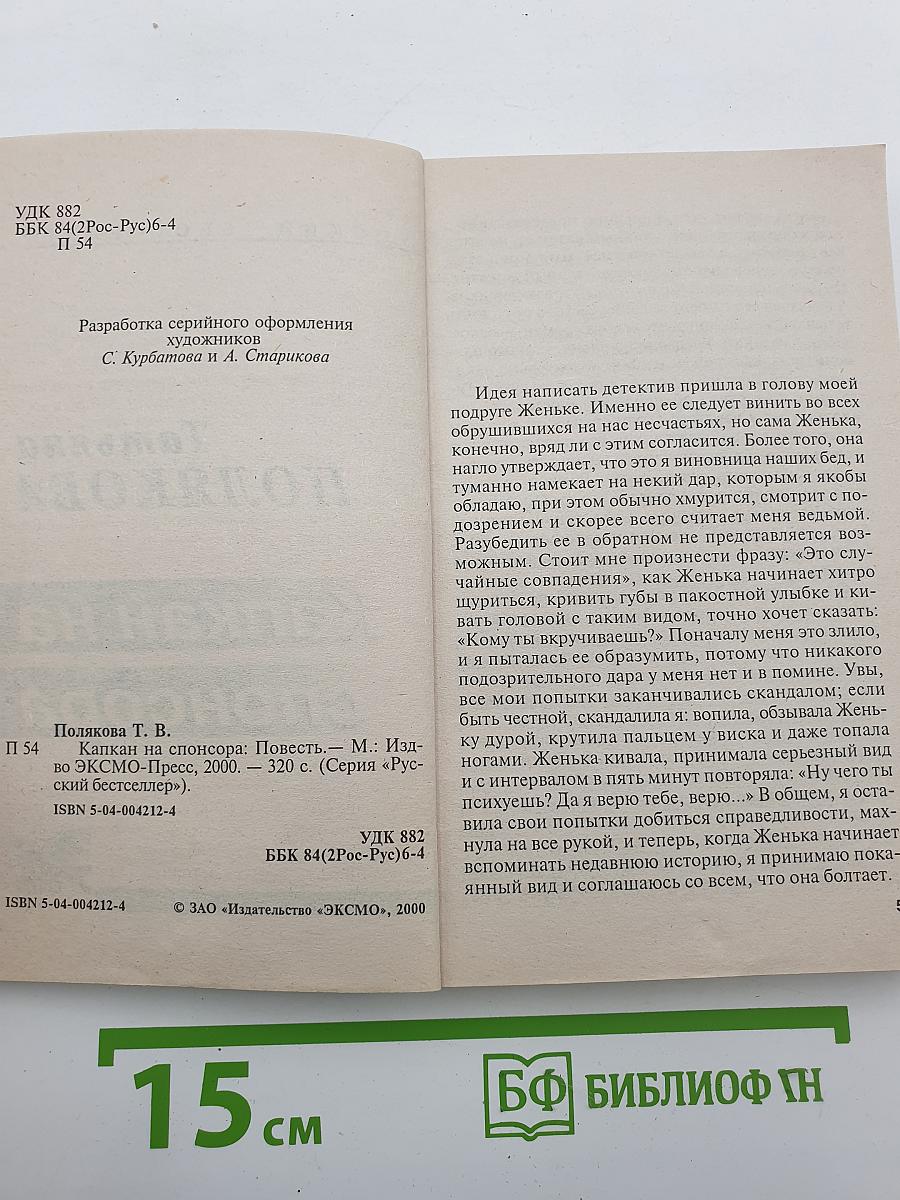 УДК 882
ББК 84(2Рос-Рус)6-4
П 54
Разработка серийного оформления
художников
С. Курбатова и А. Старикова
Полякова Т. В.
П 54 Капкан на спонсора: Повесть.— М.: Изд-
во ЭКСМО-Пресс, 2000. — 320 с. (Серия «Рус-
ский бестселлер»).
ISBN 5-04-004212-4
УДК 882
ББК 84(2Рос-Рус)6-4
ISBN 5-04-004212-4
© ЗАО «Издательство «ЭКСМО», 2000
Идея написать детектив пришла в голову моей
подруге Женьке. Именно ее следует винить во всех
обрушившихся на нас несчастьях, но сама Женька,
конечно, вряд ли с этим согласится. Более того, она
нагло утверждает, что это я виновница наших бед, и
туманно намекает на некий дар, которым я якобы
обладаю, при этом обычно хмурится, смотрит с по-
дозрением и скорее всего считает меня ведьмой.
Разубедить ее в обратном не представляется воз-
можным. Стоит мне произнести фразу: «Это слу-
чайные совпадения», как Женька начинает хитро
щуриться, кривить губы в пакостной улыбке и ки-
вать головой с таким видом, точно хочет сказать:
«Кому ты вкручиваешь?» Поначалу меня это злило,
и я пыталась ее образумить, потому что никакого
подозрительного дара у меня нет и в помине. Увы,
все мои попытки заканчивались скандалом; если
быть честной, скандалила я: вопила, обзывала Жень-
ку дурой, крутила пальцем у виска и даже топала
ногами. Женька кивала, принимала серьезный вид
и с интервалом в пять минут повторяла: «Ну чего ты
психуешь? Да я верю тебе, верю...» В общем, я оста-
вила свои попытки добиться справедливости, мах-
нула на все рукой, и теперь, когда Женька начинает
вспоминать недавнюю историю, я принимаю пока-
янный вид и соглашаюсь со всем, что она болтает.
5
15 см
БФ БИБЛИОФ